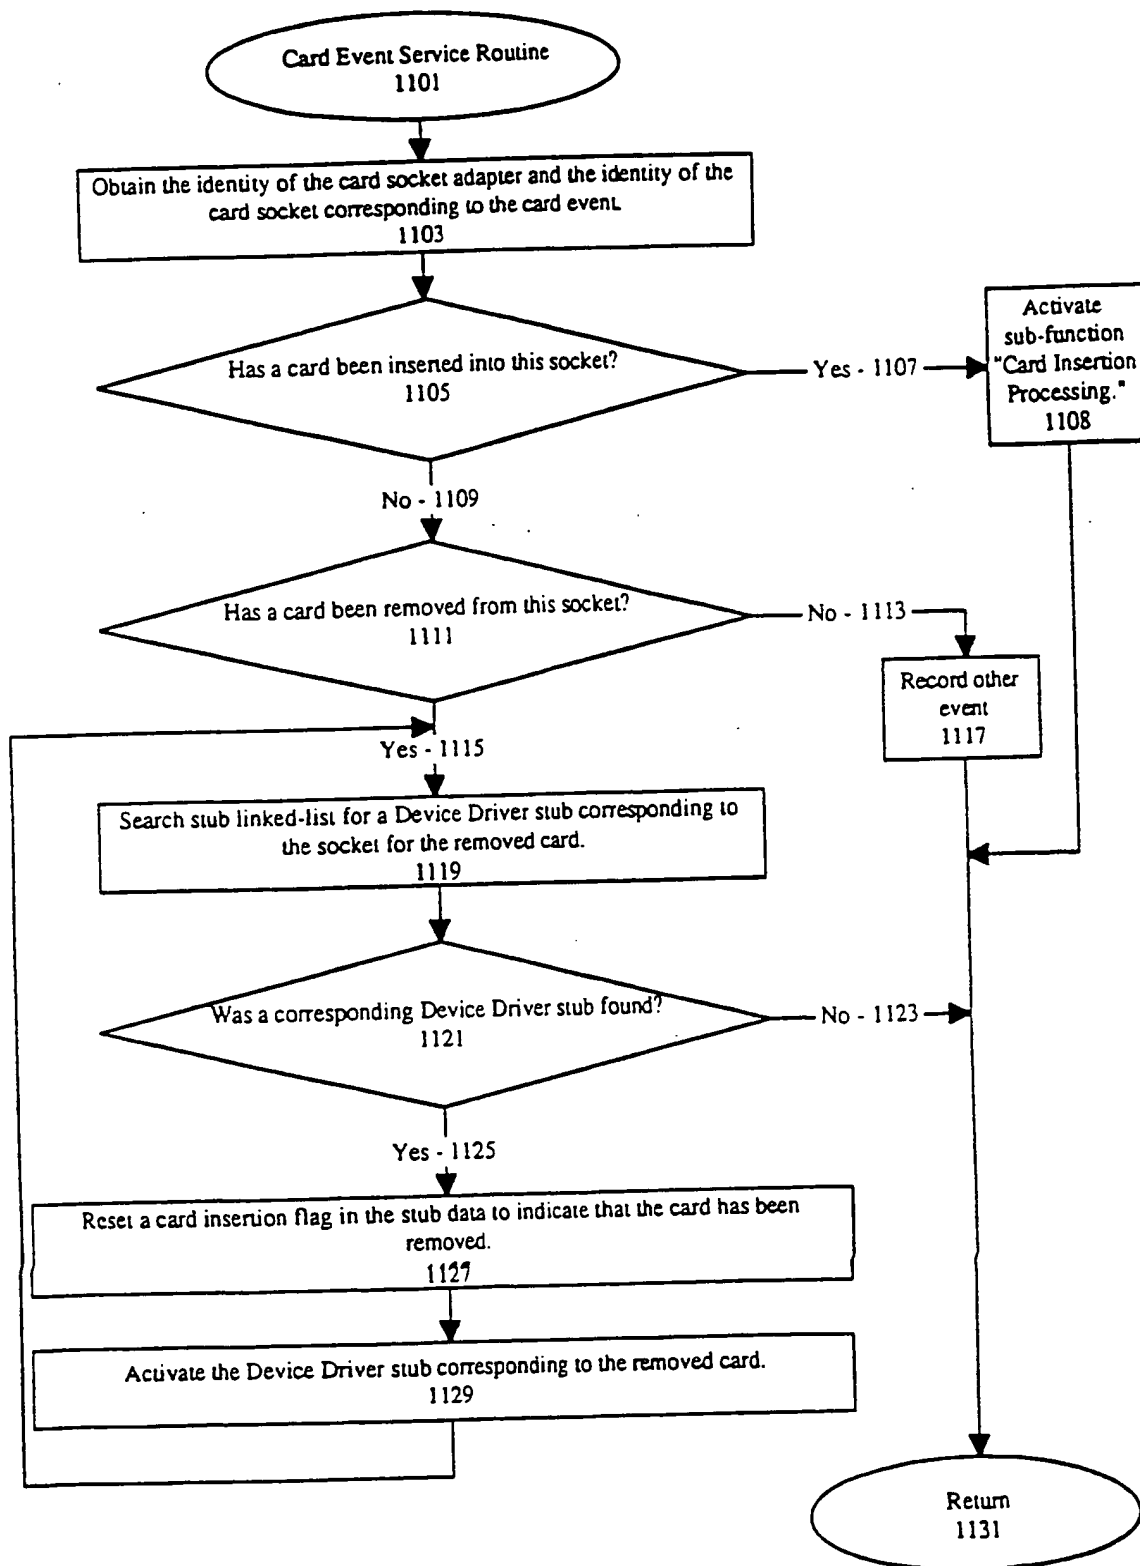 Card Event Service Routine
1101
Obtain the identity of the card socket adapter and the identity of the
card socket corresponding to the card event.
1103
Has a card been inserted into this socket?
1105
Yes - 1107
Activate
sub-function
"Card Insertion
Processing."
1108
No - 1109
Has a card been removed from this socket?
1111
No - 1113
Record other
event
1117
Yes - 1115
Search stub linked-list for a Device Driver stub corresponding to
the socket for the removed card.
1119
Was a corresponding Device Driver stub found?
1121
No - 1123
Yes - 1125
Reset a card insertion flag in the stub data to indicate that the card has been
removed.
1127
Activate the Device Driver stub corresponding to the removed card.
1129
Return
1131